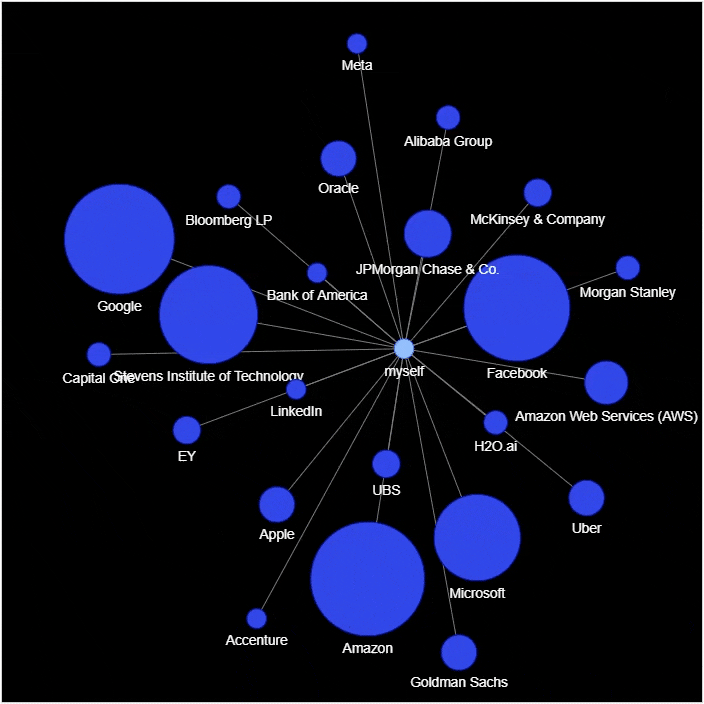 Meta
Alibaba Group
Oracle
McKinsey & Company
Bloomberg LP
JPMorgan Chase & Co.
Morgan Stanley
Bank of America
Google
myself
Facebook
Stevens Institute of Technology
Capital One
LinkedIn
Amazon Web Services (AWS)
H2O.ai
EY
UBS
Uber
Apple
Microsoft
Accenture
Amazon
Goldman Sachs